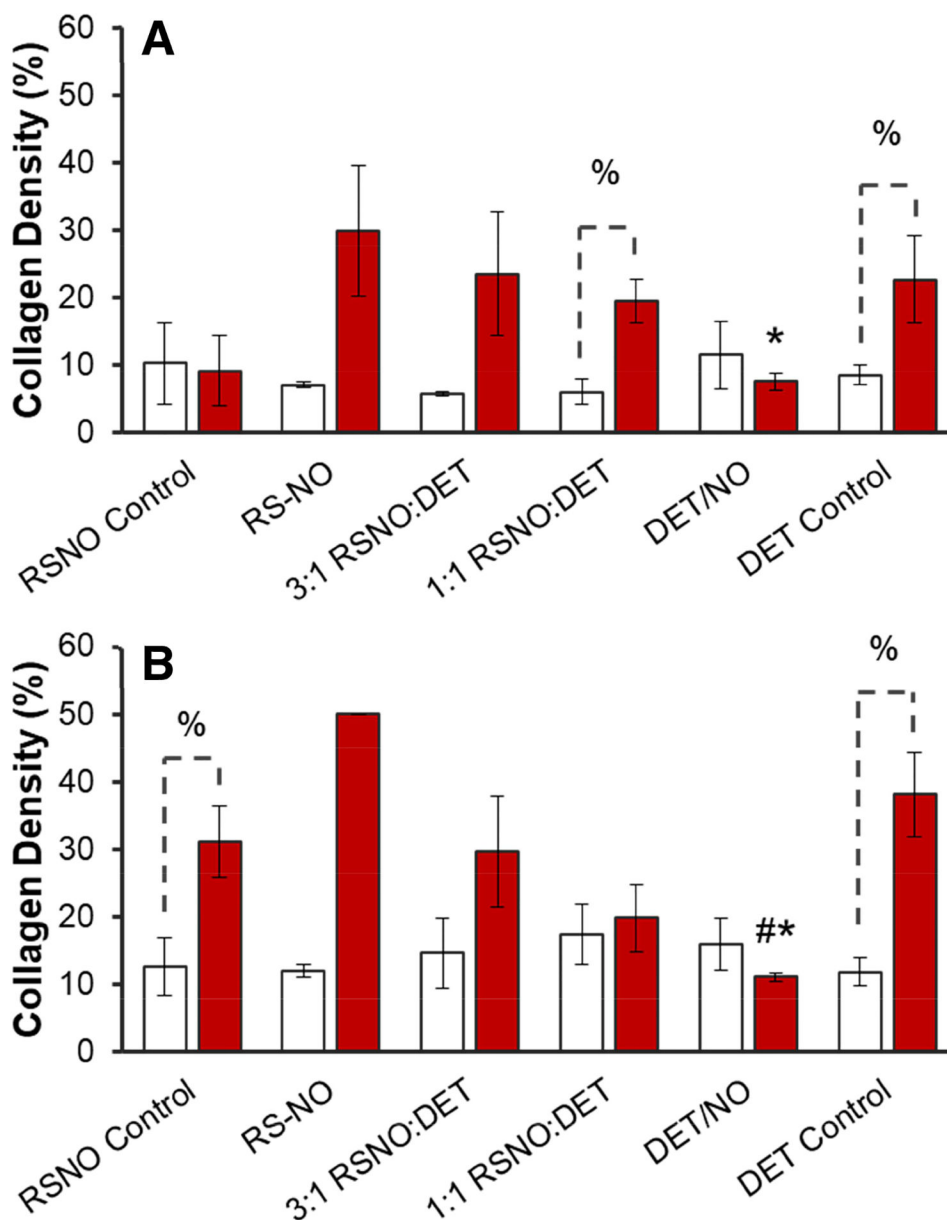 A
Collagen Density (%)
60
50
40
30
20
10
0
%
%
*
RSNO Control
RS-NO
3:1 RSNO:DET
1:1 RSNO:DET
DET/NO
DET Control
B
Collagen Density (%)
60
50
40
30
20
10
0
%
%
#*
RSNO Control
RS-NO
3:1 RSNO:DET
1:1 RSNO:DET
DET/NO
DET Control